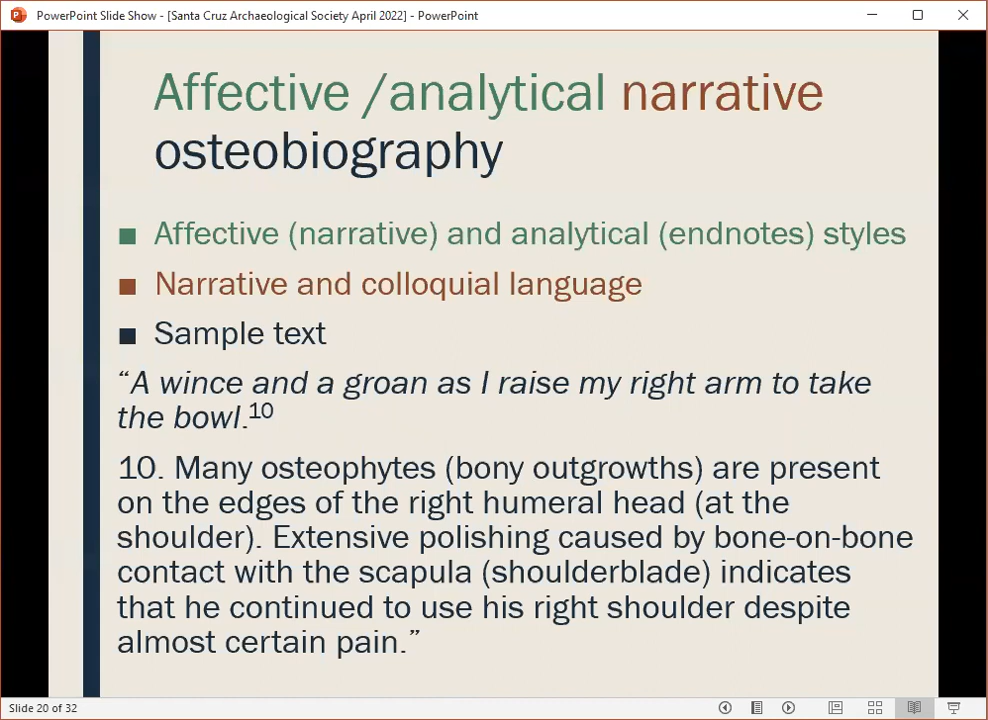 PowerPoint Slide Show - [Santa Cruz Archaeological Society April 2022] - PowerPoint
Affective /analytical narrative
osteobiography
■ Affective (narrative) and analytical (endnotes) styles
■ Narrative and colloquial language
■ Sample text
“A wince and a groan as I raise my right arm to take
the bowl.10
10. Many osteophytes (bony outgrowths) are present
on the edges of the right humeral head (at the
shoulder). Extensive polishing caused by bone-on-bone
contact with the scapula (shoulderblade) indicates
that he continued to use his right shoulder despite
almost certain pain.”
Slide 20 of 32